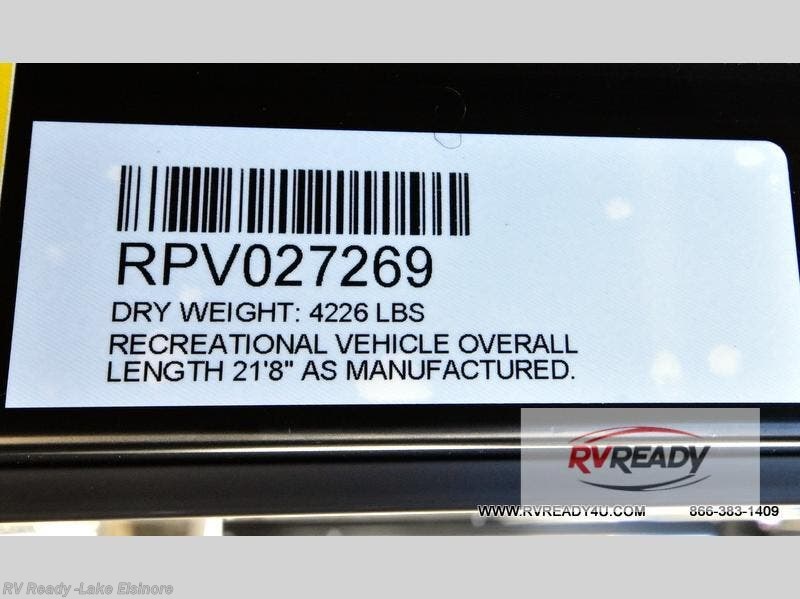 RPV027269
DRY WEIGHT: 4226 LBS
RECREATIONAL VEHICLE OVERALL
LENGTH 21'8" AS MANUFACTURED.
RVREADY
WWW.RVREADY4U.COM 866-383-1409
RV Ready -Lake Elsinore